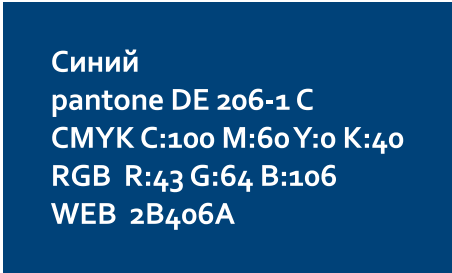 Синий
pantone DE 206-1 C
CMYK C:100 M:60 Y:0 K:40
RGB R:43 G:64 B:106
WEB 2B406A